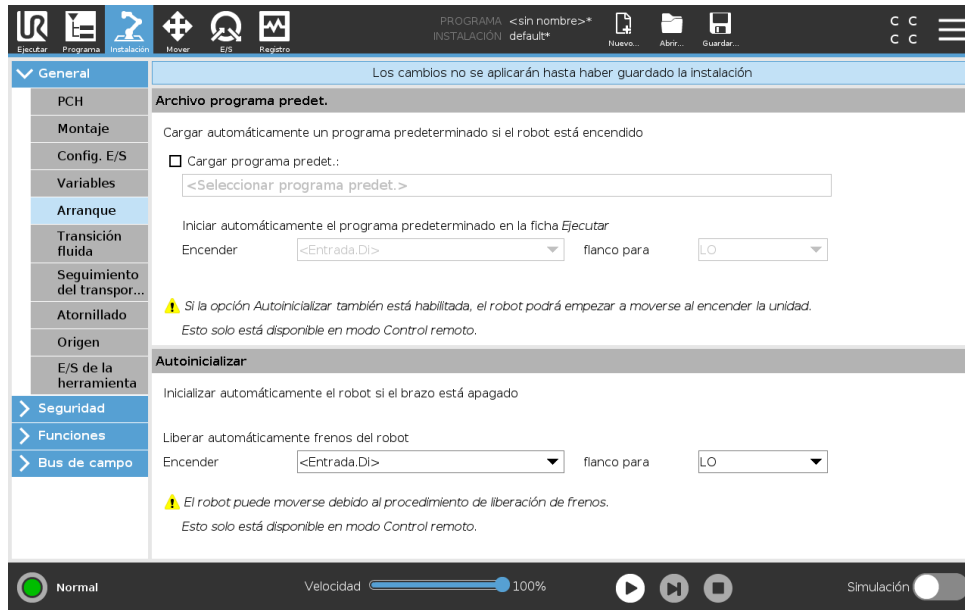 PROGRAMA <sin nombre>*
INSTALACIÓN default*
Ejecutar Programa Instalación Mover E/S Registro Nuevo... Abrir... Guardar...
C C
C C
General
Los cambios no se aplicarán hasta haber guardado la instalación
PCH
Montaje
Config. E/S
Variables
Arranque
Transición
fluida
Seguimiento
del transpor...
Atornillado
Origen
E/S de la
herramienta
Seguridad
Funciones
Bus de campo
Archivo programa predet.
Cargar automáticamente un programa predeterminado si el robot está encendido
Cargar programa predet.:
<Seleccionar programa predet.>
Iniciar automáticamente el programa predeterminado en la ficha Ejecutar
Encender <Entrada.Di> flanco para LO
Si la opción Autoinicializar también está habilitada, el robot podrá empezar a moverse al encender la unidad.
Esto solo está disponible en modo Control remoto.
Autoinicializar
Inicializar automáticamente el robot si el brazo está apagado
Liberar automáticamente frenos del robot
Encender <Entrada.Di> flanco para LO
El robot puede moverse debido al procedimiento de liberación de frenos.
Esto solo está disponible en modo Control remoto.
Normal Velocidad 100% Simulación